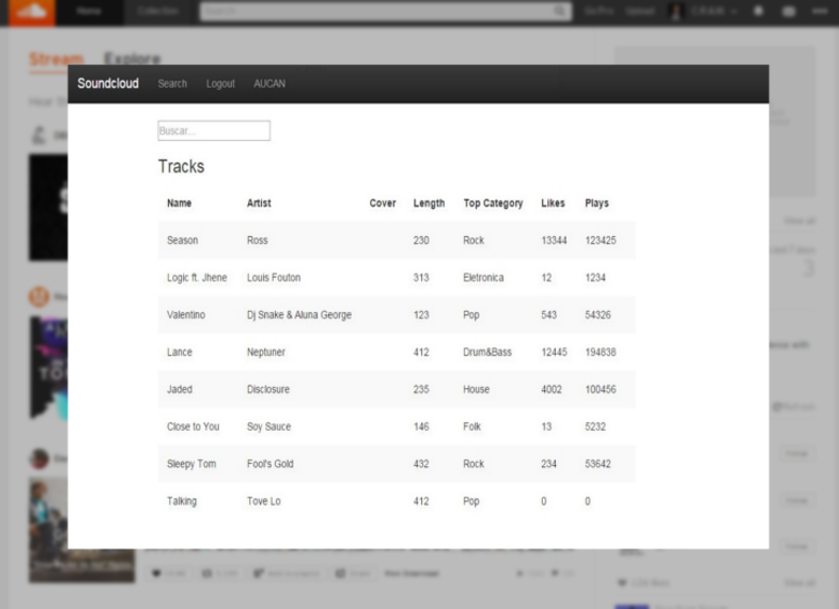 Stream Explore
Soundcloud Search Logout AUCAN
Buscar...
Tracks
Name Artist Cover Length Top Category Likes Plays
Season Ross 230 Rock 13344 123425
Logic ft. Jhene Louis Fouton 313 Eletronica 12 1234
Valentino Dj Snake & Aluna George 123 Pop 543 54326
Lance Neptuner 412 Drum&Bass 12445 194838
Jaded Disclosure 235 House 4002 100456
Close to You Soy Sauce 146 Folk 13 5232
Sleepy Tom Fool's Gold 432 Rock 234 53642
Talking Tove Lo 412 Pop 0 0